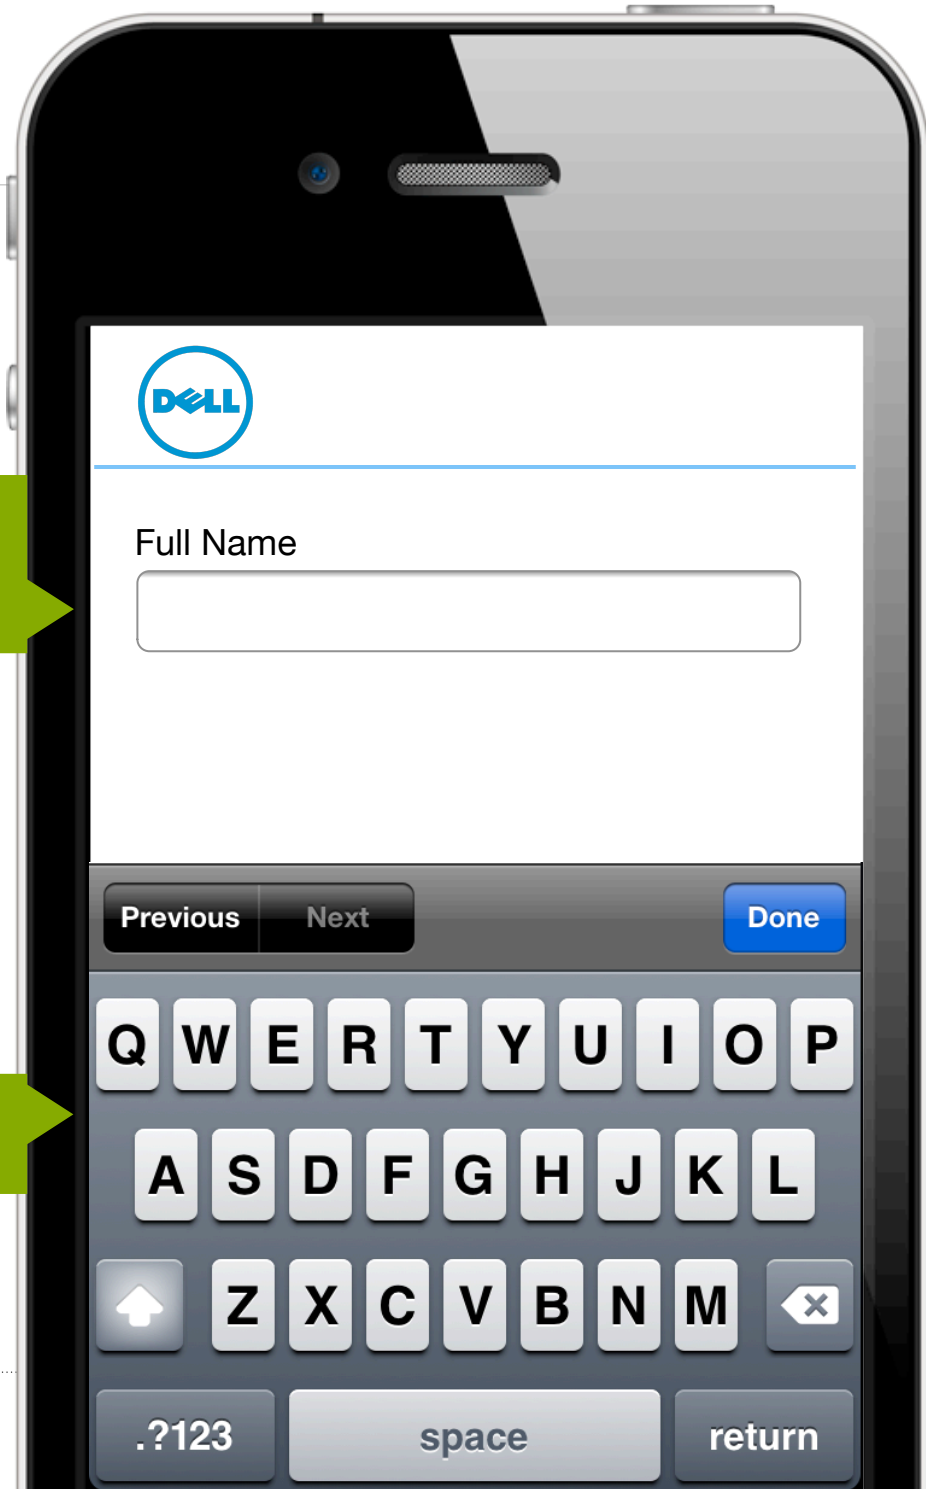 DELL
Full Name
Previous Next Done
Q W E R T Y U I O P
A S D F G H J K L
Z X C V B N M
.?123 space return